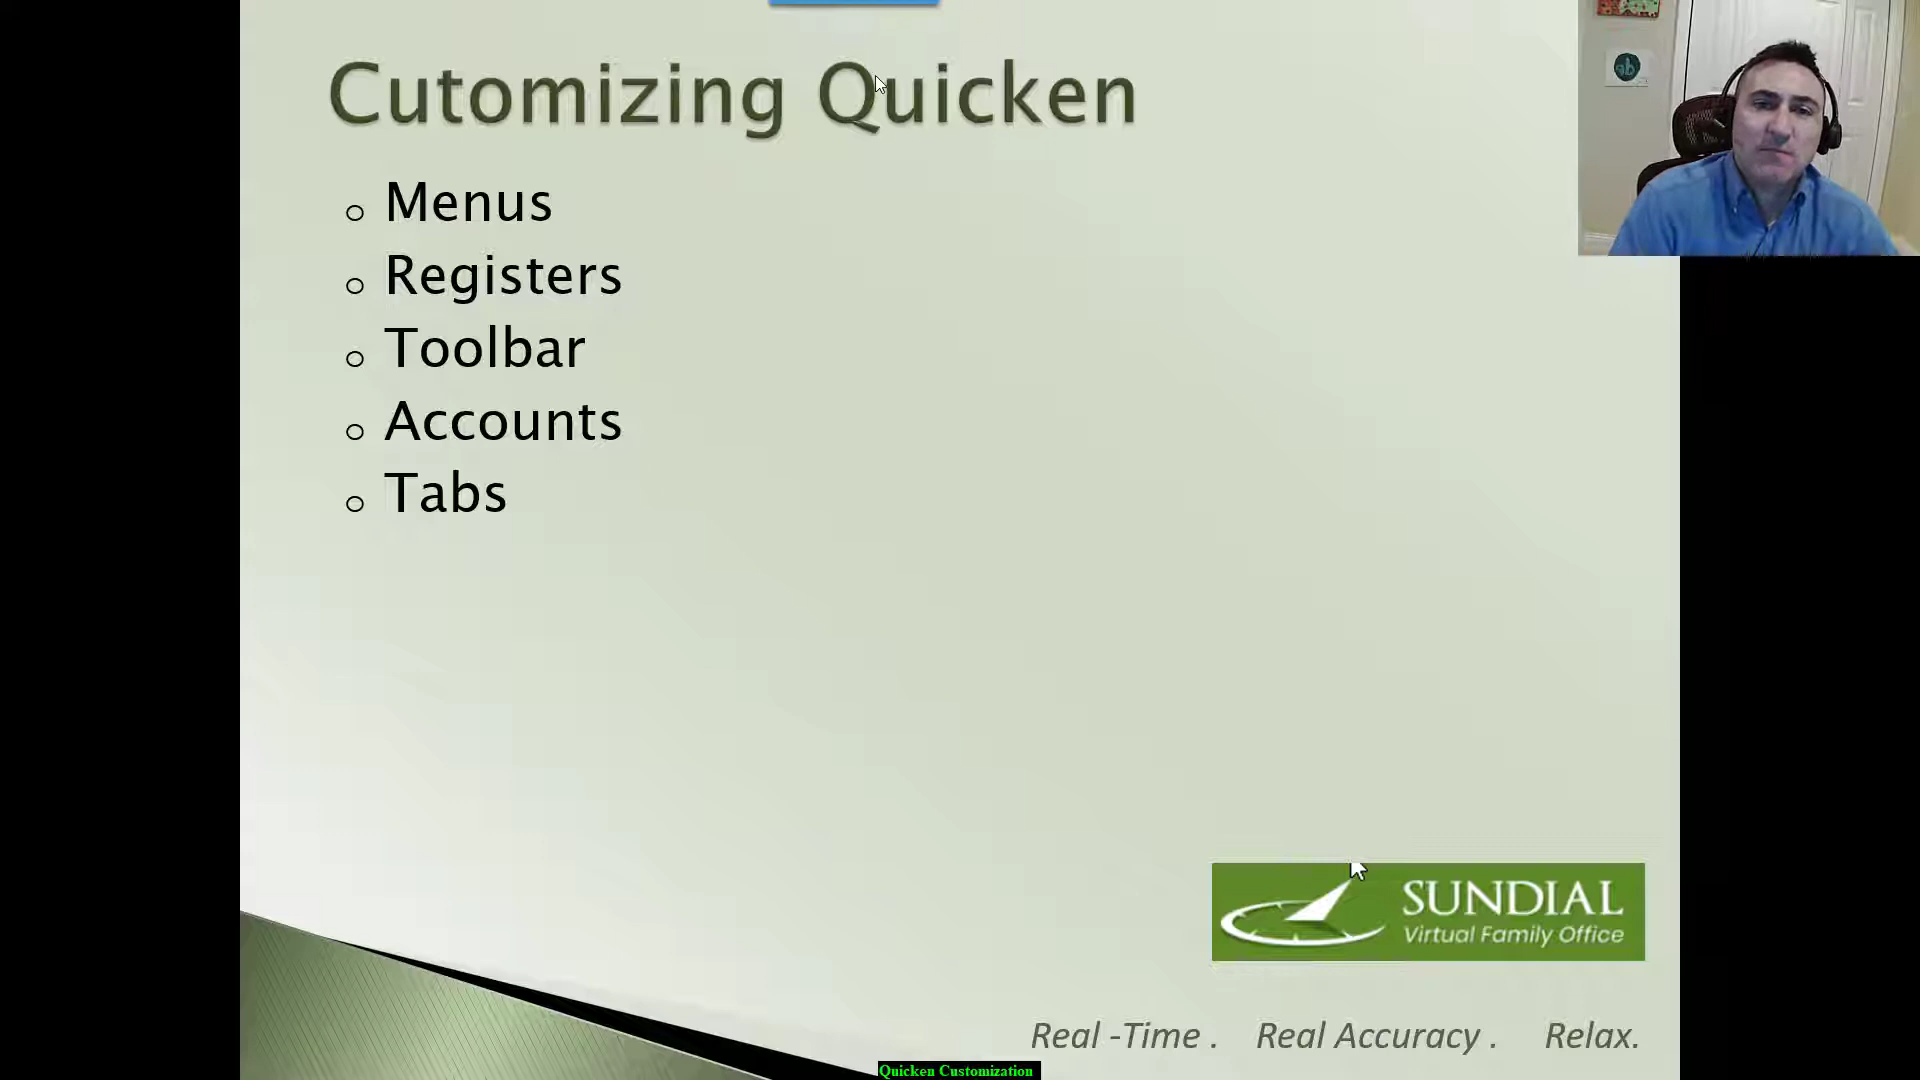 Cutomizing Quicken
Menus
Registers
Toolbar
Accounts
Tabs
SUNDIAL
Virtual Family Office
Real -Time . Real Accuracy . Relax.
Quicken Customization